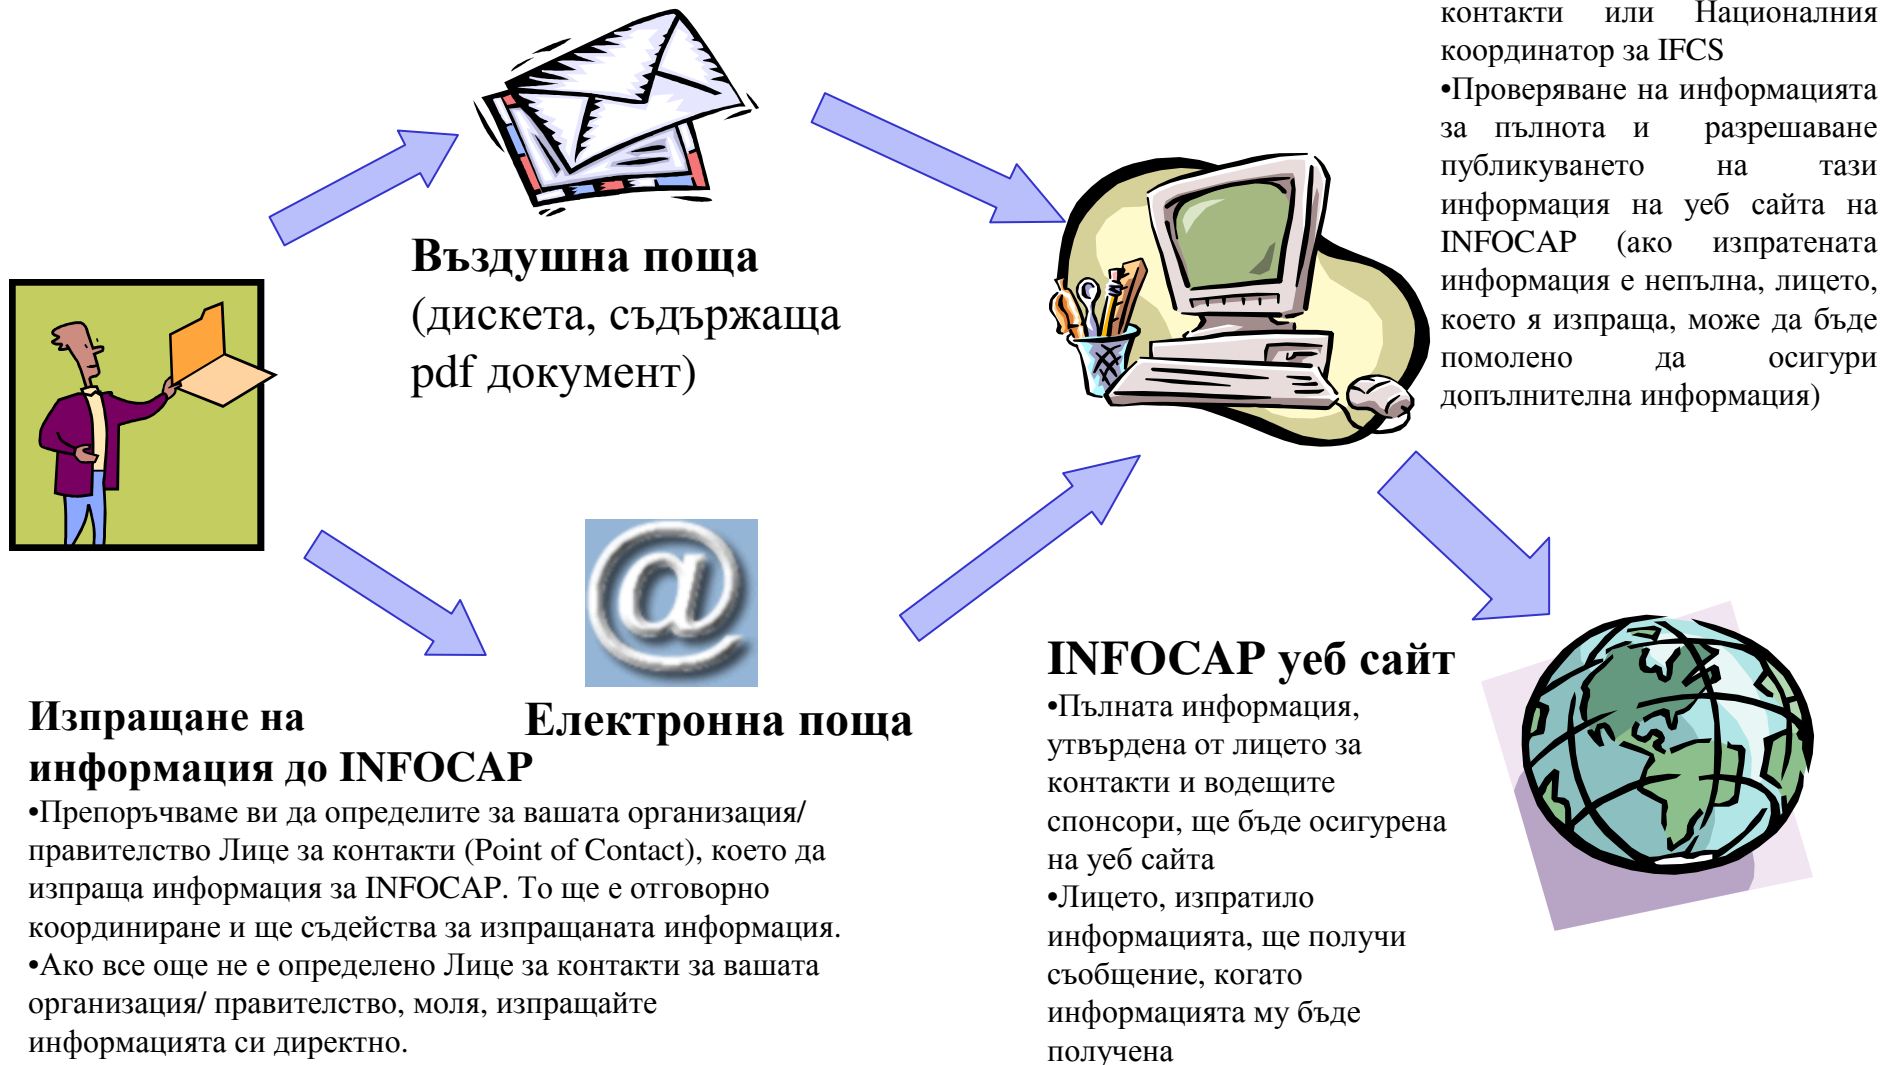 контакти или Националния
координатор за IFCS
•Проверяване на информацията
за пълнота и разрешаване
публикуването на тази
информация на уеб сайта на
INFOCAP (ако изпратената
информация е непълна, лицето,
което я изпраща, може да бъде
помолено да осигури
допълнителна информация)
Въздушна поща
(дискета, съдържаща
pdf документ)
Електронна поща
Изпращане на
информация до INFOCAP
•Препоръчваме ви да определите за вашата организация/
правителство Лице за контакти (Point of Contact), което да
изпраща информация за INFOCAP. То ще е отговорно
координиране и ще съдейства за изпращаната информация.
•Ако все още не е определено Лице за контакти за вашата
организация/ правителство, моля, изпращайте
информацията си директно.
INFOCAP уеб сайт
•Пълната информация,
утвърдена от лицето за
контакти и водещите
спонсори, ще бъде осигурена
на уеб сайта
•Лицето, изпратило
информацията, ще получи
съобщение, когато
информацията му бъде
получена